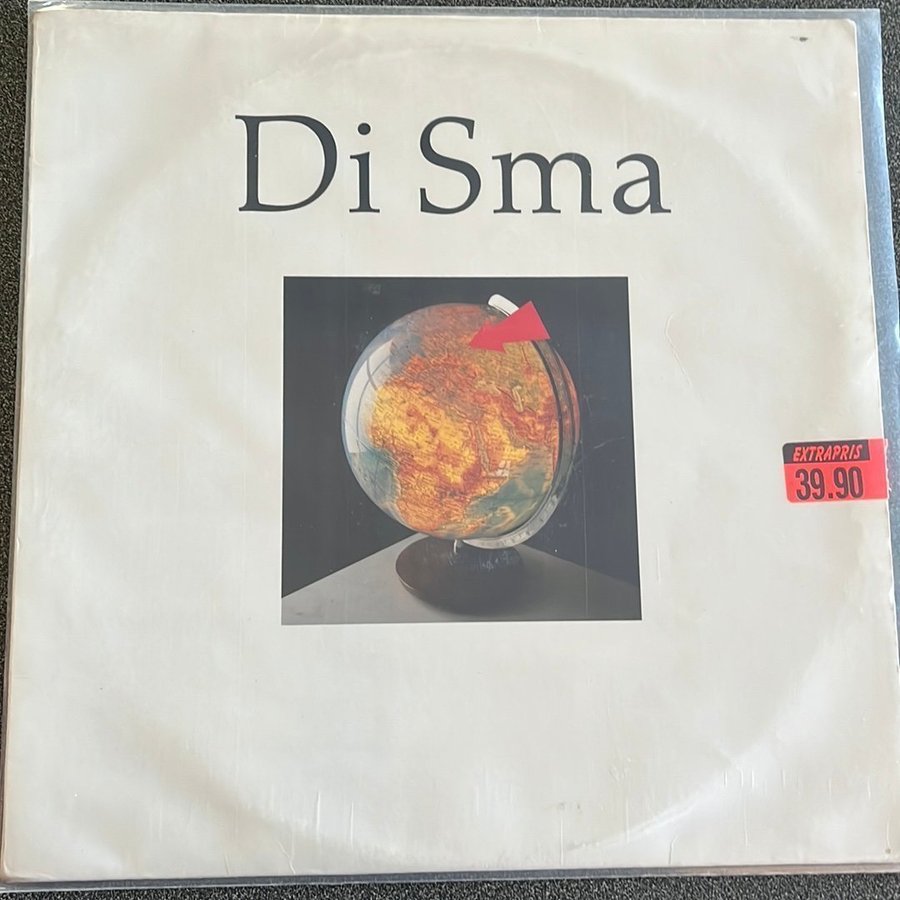 Di Sma
EXTRAPRIS
39.90